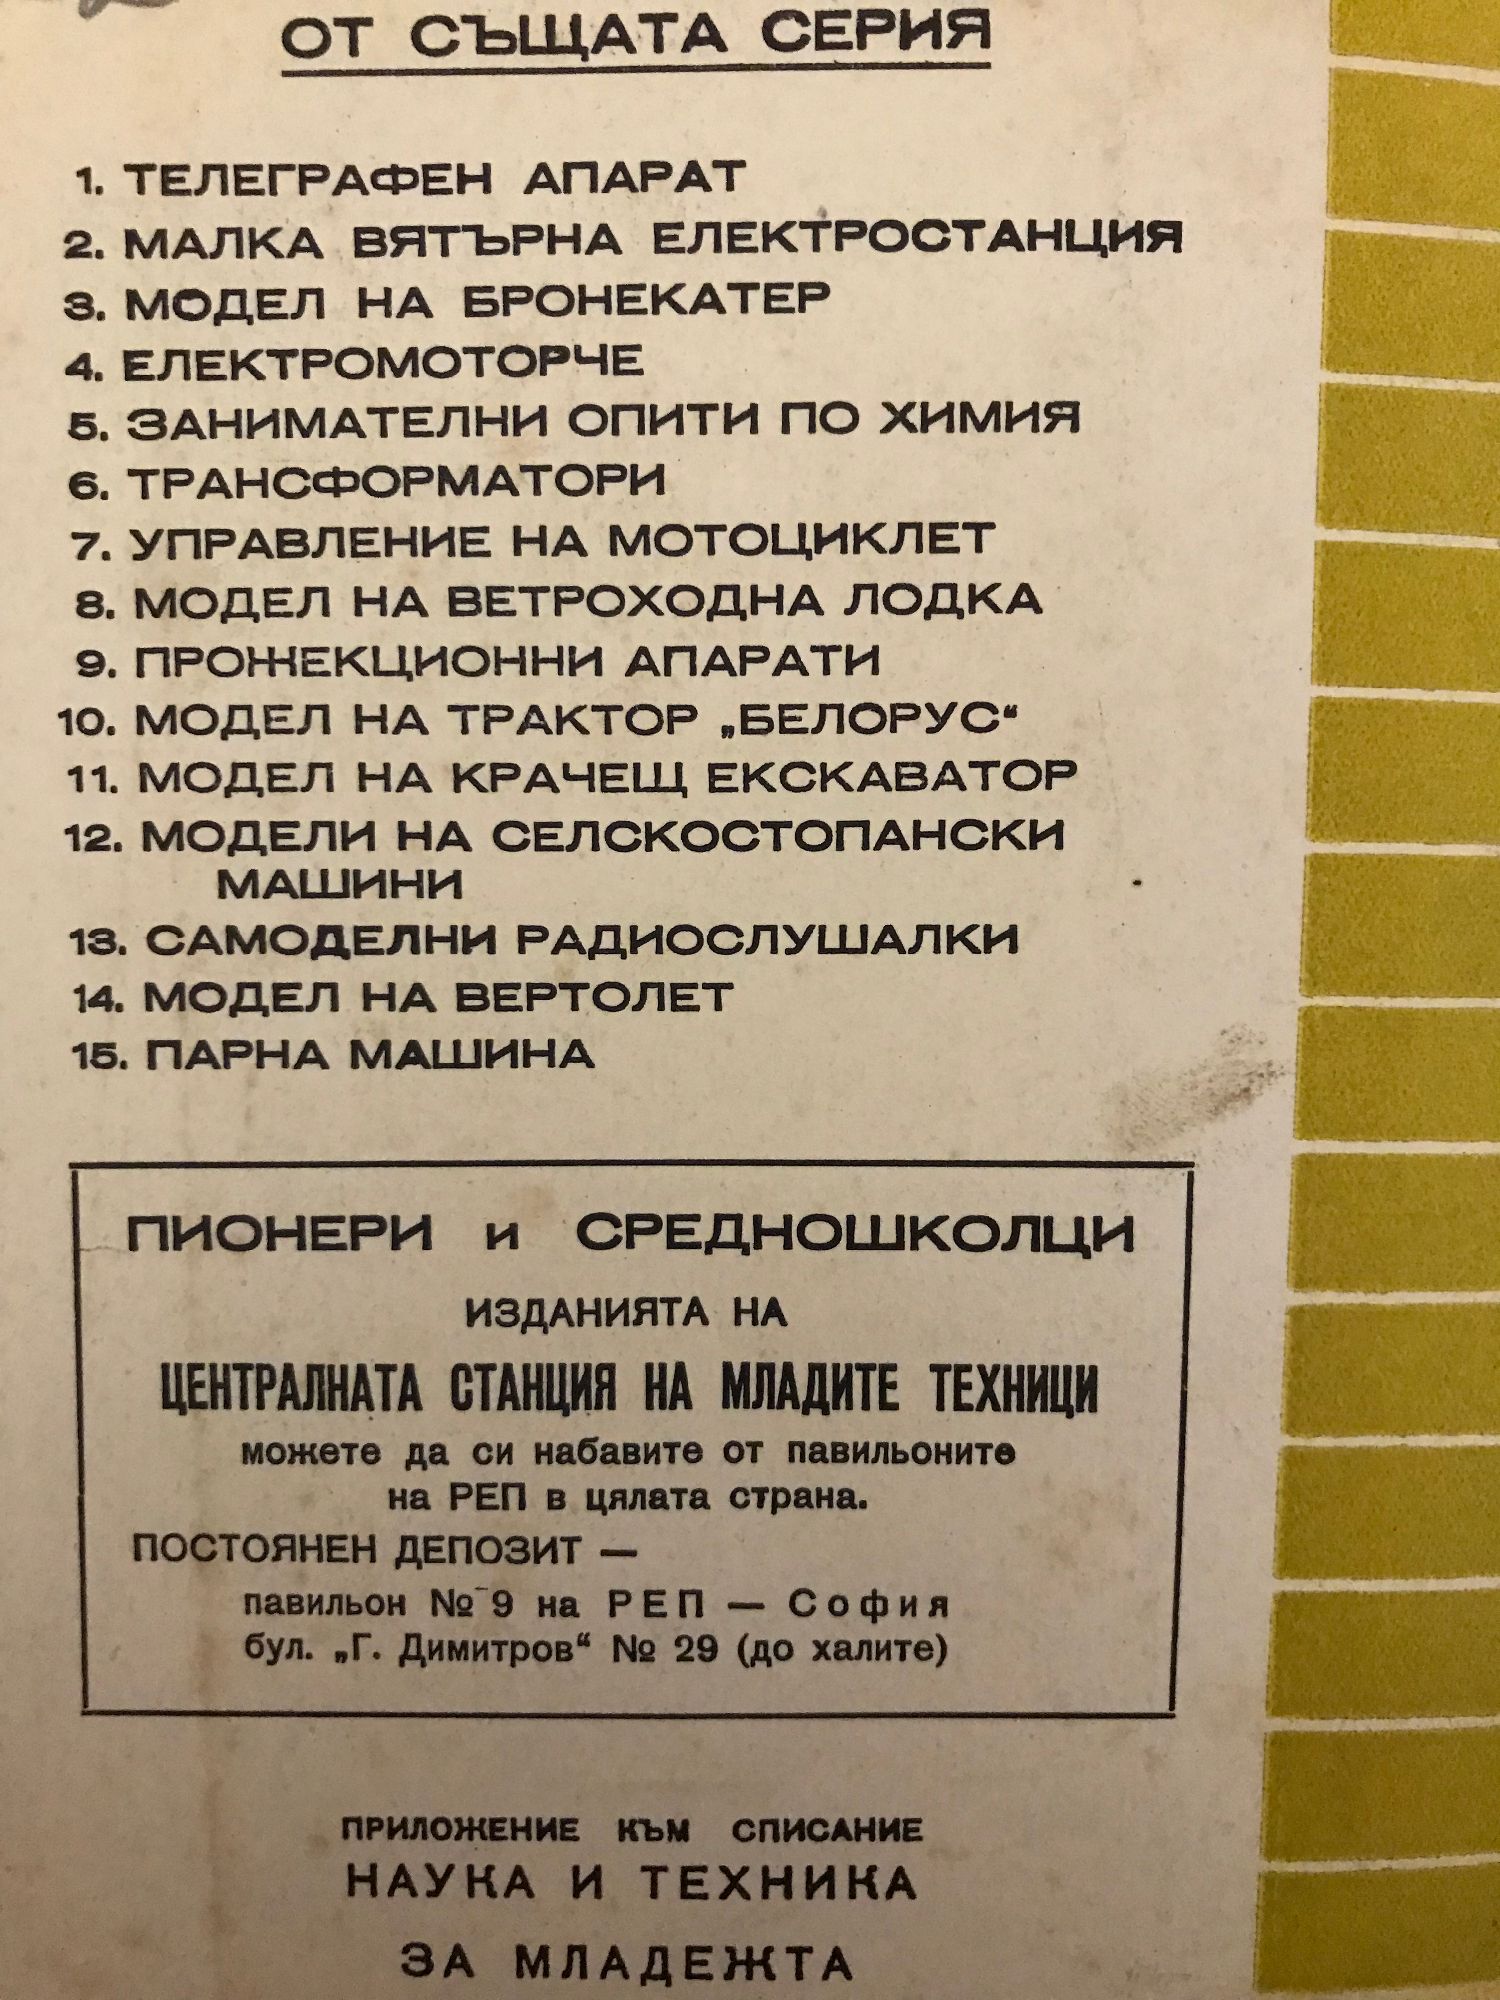 ОТ СЪЩАТА СЕРИЯ
1. ТЕЛЕГРАФЕН АПАРАТ
2. МАЛКА ВЯТЪРНА ЕЛЕКТРОСТАНЦИЯ
3. МОДЕЛ НА БРОНЕКАТЕР
4. ЕЛЕКТРОМОТОРЧЕ
5. ЗАНИМАТЕЛНИ ОПИТИ ПО ХИМИЯ
6. ТРАНСФОРМАТОРИ
7. УПРАВЛЕНИЕ НА МОТОЦИКЛЕТ
8. МОДЕЛ НА ВЕТРОХОДНА ЛОДКА
9. ПРОЖЕКЦИОННИ АПАРАТИ
10. МОДЕЛ НА ТРАКТОР „БЕЛОРУС“
11. МОДЕЛ НА КРАЧЕЩ ЕКСКАВАТОР
12. МОДЕЛИ НА СЕЛСКОСТОПАНСКИ
МАШИНИ
13. САМОДЕЛНИ РАДИОСЛУШАЛКИ
14. МОДЕЛ НА ВЕРТОЛЕТ
15. ПАРНА МАШИНА
ПИОНЕРИ и СРЕДНОШКОЛЦИ
ИЗДАНИЯТА НА
ЦЕНТРАЛНАТА СТАНЦИЯ НА МЛАДИТЕ ТЕХНИЦИ
можете да си набавите от павильоните
на РЕП в цялата страна.
ПОСТОЯНЕН ДЕПОЗИТ —
павильон № 9 на РЕП — София
бул. „Г. Димитров“ № 29 (до халите)
ПРИЛОЖЕНИЕ КЪМ СПИСАНИЕ
НАУКА И ТЕХНИКА
ЗА МЛАДЕЖТА